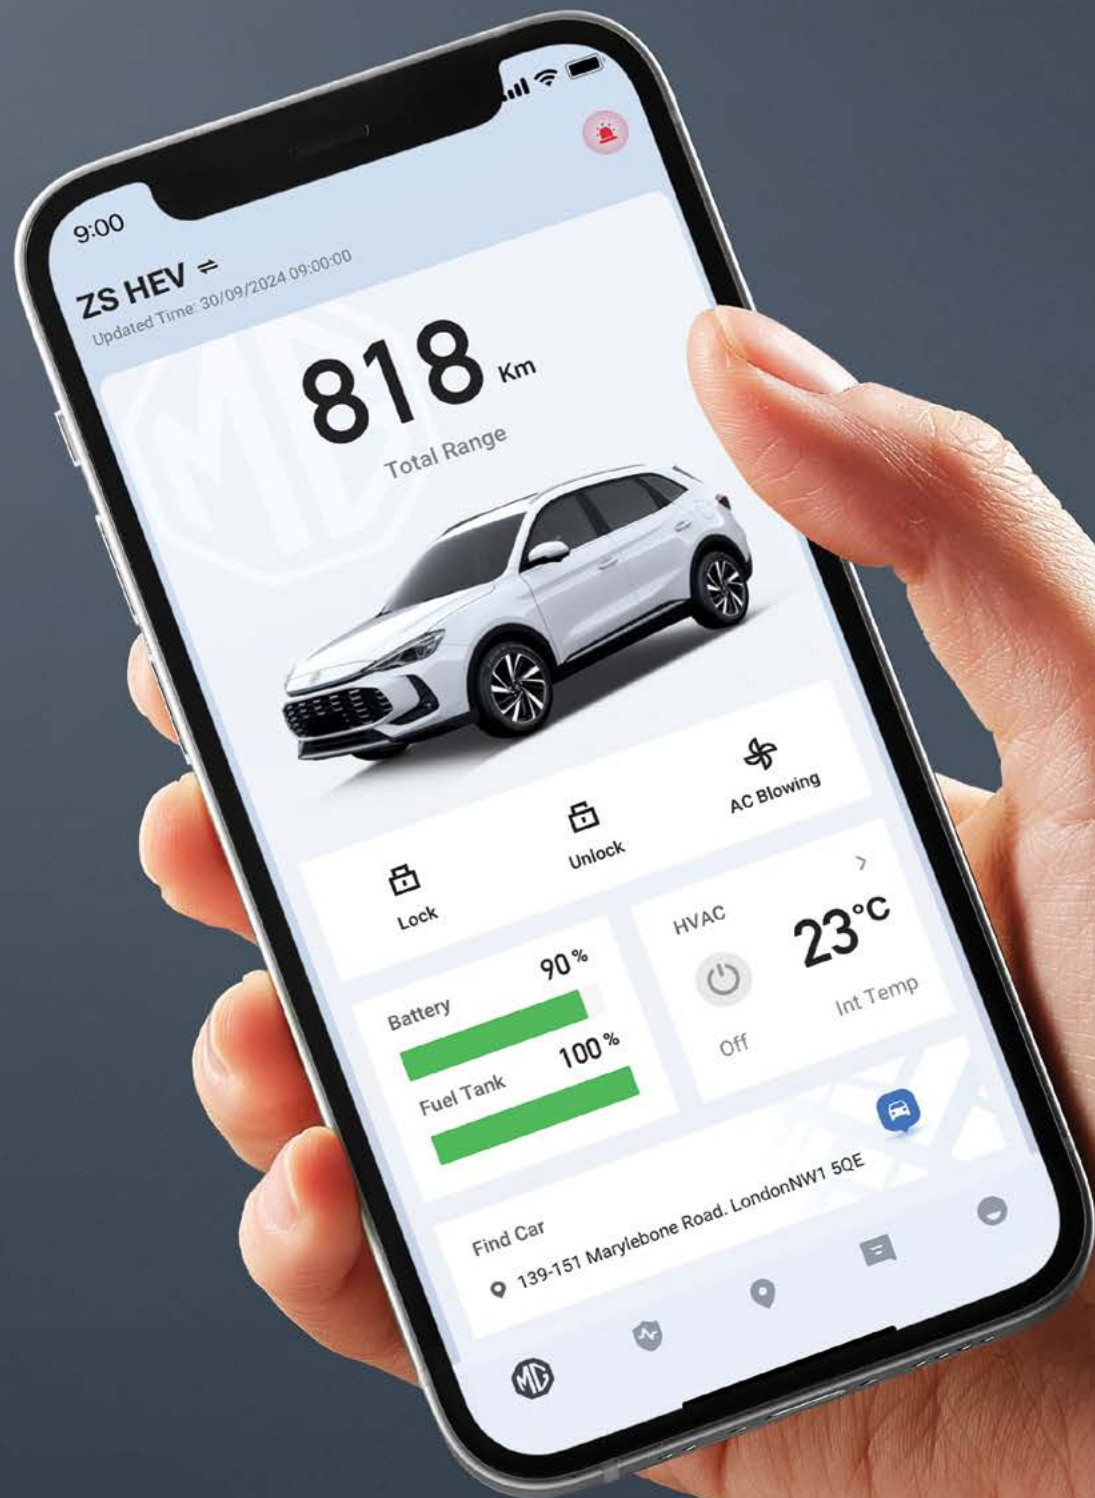 9:00
ZS HEV
Updated Time: 30/09/2024 09:00:00
818 Km
Total Range
Lock
Unlock
AC Blowing
Battery
90%
Fuel Tank
100%
HVAC
Off
23°C
Int Temp
Find Car
139-151 Marylebone Road. LondonNW1 5QE
MG